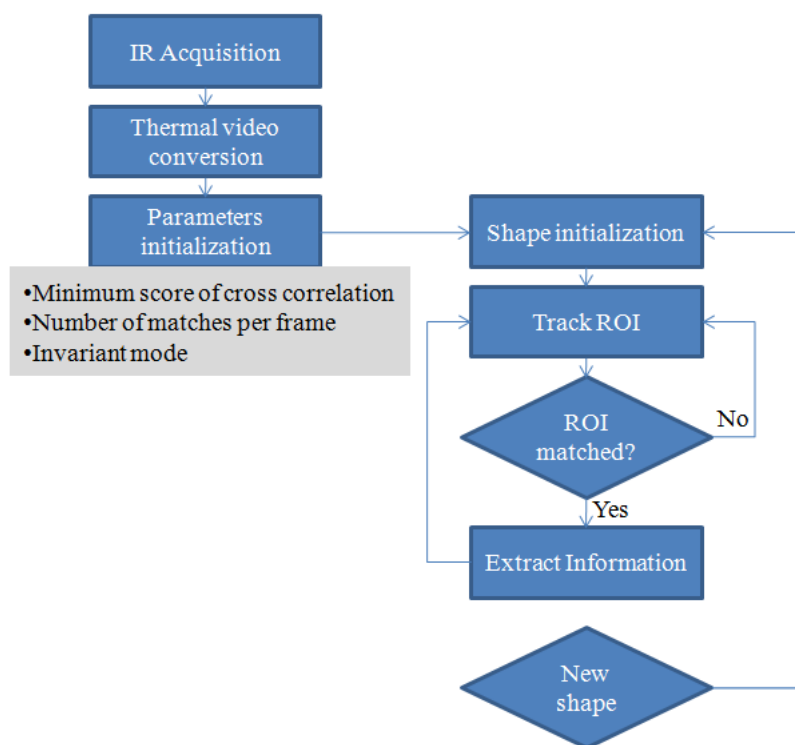 IR Acquisition
Thermal video
conversion
Parameters
initialization
•Minimum score of cross correlation
•Number of matches per frame
•Invariant mode
Shape initialization
Track ROI
ROI
matched?
No
Yes
Extract Information
New
shape